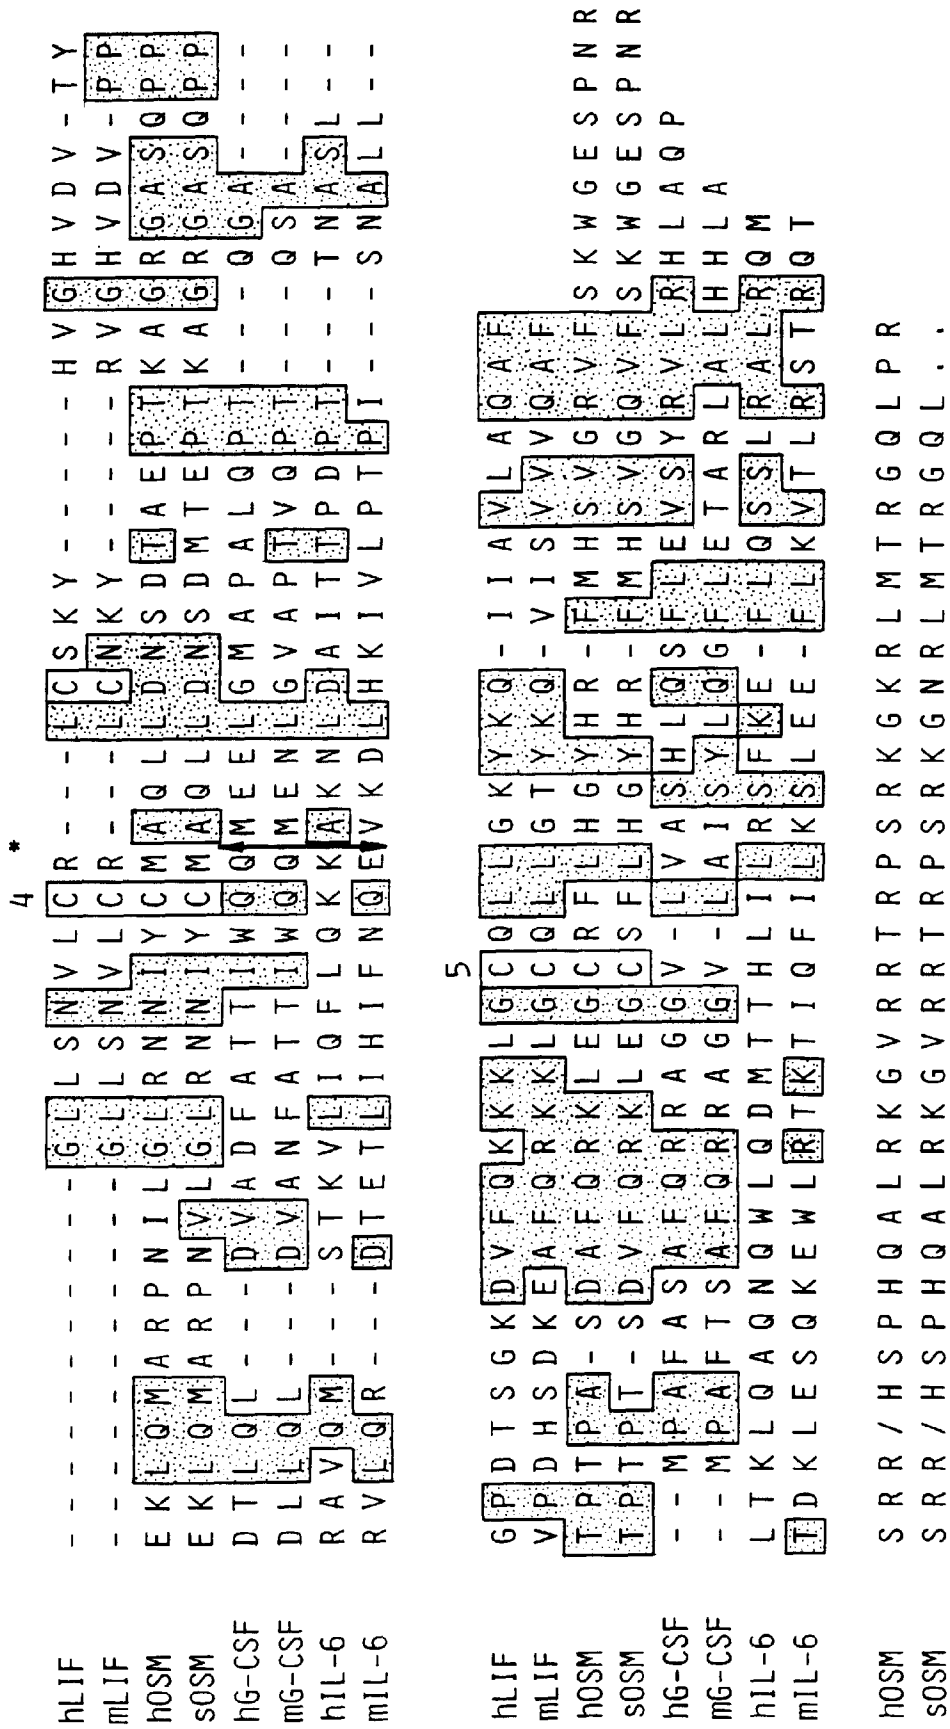 4 *
hLIF - - - - - - - - - - - G L L S N V L C R - - - L C S K Y - - - - - H V G H V D V - T Y
mLIF - - - - - - - - - - - G L L S N V L C R - - - L C N K Y - - - - - R V G H V D V - P P
hOSM E K L Q M A R P N I L G L R N N I Y C M A Q L L D N S D T A E P T K A G R G A S Q P P
sOSM E K L Q M A R P N V L G L R N N I Y C M A Q L L D N S D M T E P T K A G R G A S Q P P
hG-CSF D T L Q L - - - D V A D F A T T I W Q Q M E E L G M A P A L Q P T - - - Q G A - - - -
mG-CSF D L L Q L - - - D V A N F A T T I W Q Q M E N L G V A P T V Q P T - - - Q S A - - - -
hIL-6 R A V Q M - - - S T K V L I Q F L Q K K A K N L D A I T T P D P T - - - T N A S L - -
mIL-6 R V L Q R - - - D T E T L I H I F N Q E V K D L H K I V L P T P I - - - S N A L L - -
5
hLIF G P D T S G K D V F Q K K K L G C Q L L G K Y K Q - I I A V L A Q A F
mLIF V P D H S D K E A F Q R K K L G C Q L L G T Y K Q - V I S V V V Q A F
hOSM T P T P A - S D A F Q R K L E G C R F L H G Y H R - F M H S V G R V F S K W G E S P N R
sOSM T P T P T - S D V F Q R K L E G C S F L H G Y H R - F M H S V G Q V F S K W G E S P N R
hG-CSF - - M P A F A S A F Q R R A G G V - L V A S H L Q S F L E V S Y R V L R H L A Q P
mG-CSF - - M P A F T S A F Q R R A G G V - L A I S Y L Q G F L E T A R L A L H H L A
hIL-6 L T K L Q A Q N Q W L Q D M T T H L I L R S F K E - F L Q S S L R A L R Q M
mIL-6 T D K L E S Q K E W L R T K T I Q F I L K S L E E - F L K V T L R S T R Q T
hOSM S R R / H S P H Q A L R K G V R R T R P S R K G K R L M T R G Q L P R
sOSM S R R / H S P H Q A L R K G V R R T R P S R K G N R L M T R G Q L . .